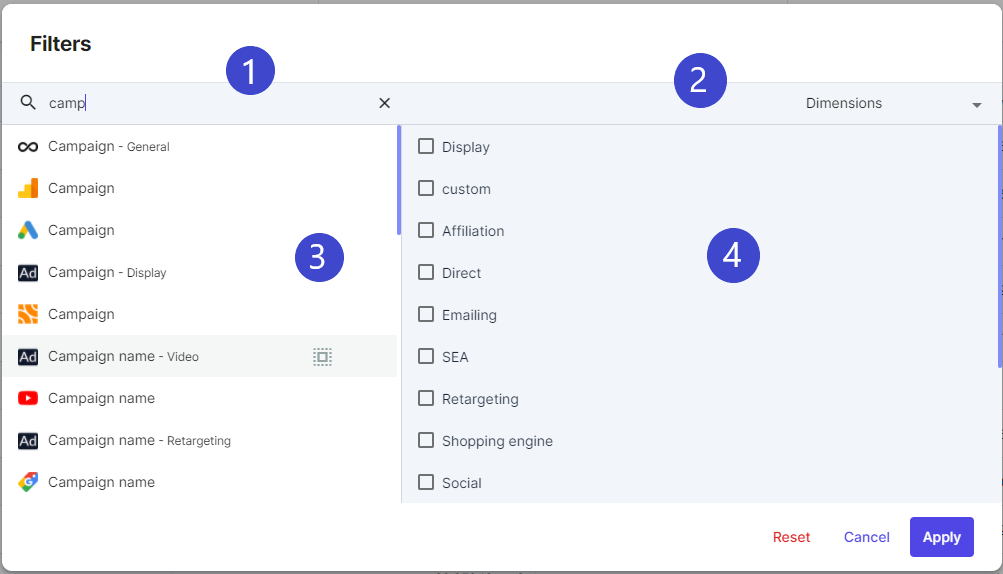 Filters
1
2
camp
Dimensions
Campaign - General
Campaign
Campaign
Ad Campaign - Display
Campaign
Ad Campaign name - Video
Campaign name
Ad Campaign name - Retargeting
G Campaign name
3
Display
custom
Affiliation
Direct
Emailing
SEA
Retargeting
Shopping engine
Social
4
Reset Cancel Apply